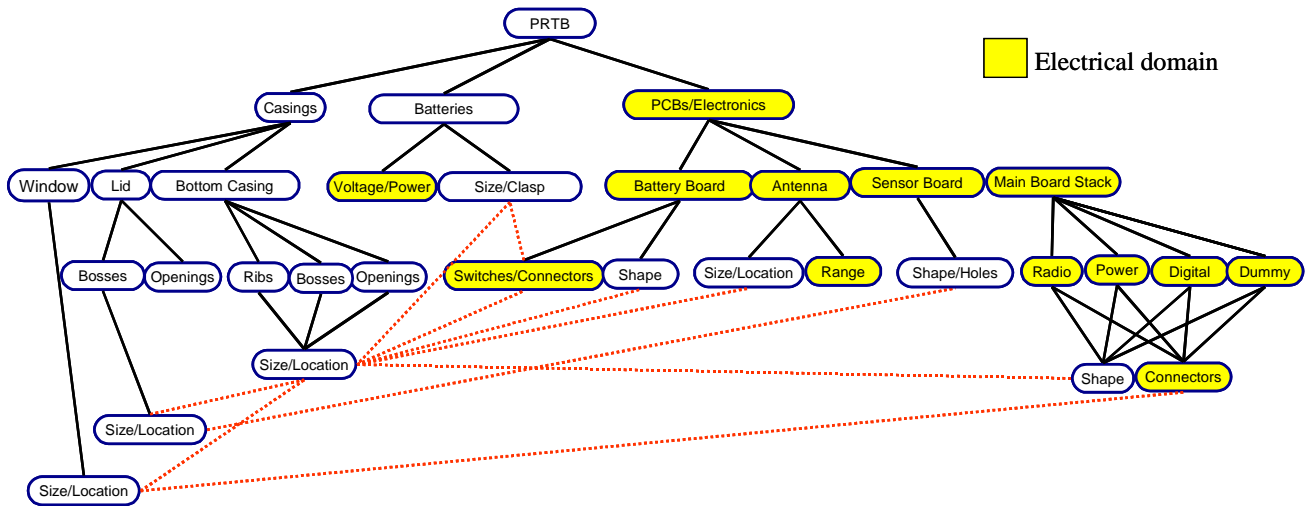 PRTB
Electrical domain
Casings
Batteries
PCBs/Electronics
Window
Lid
Bottom Casing
Voltage/Power
Size/Clasp
Battery Board
Antenna
Sensor Board
Main Board Stack
Bosses
Openings
Ribs
Bosses
Openings
Switches/Connectors
Shape
Size/Location
Range
Shape/Holes
Radio
Power
Digital
Dummy
Size/Location
Shape
Connectors
Size/Location
Size/Location